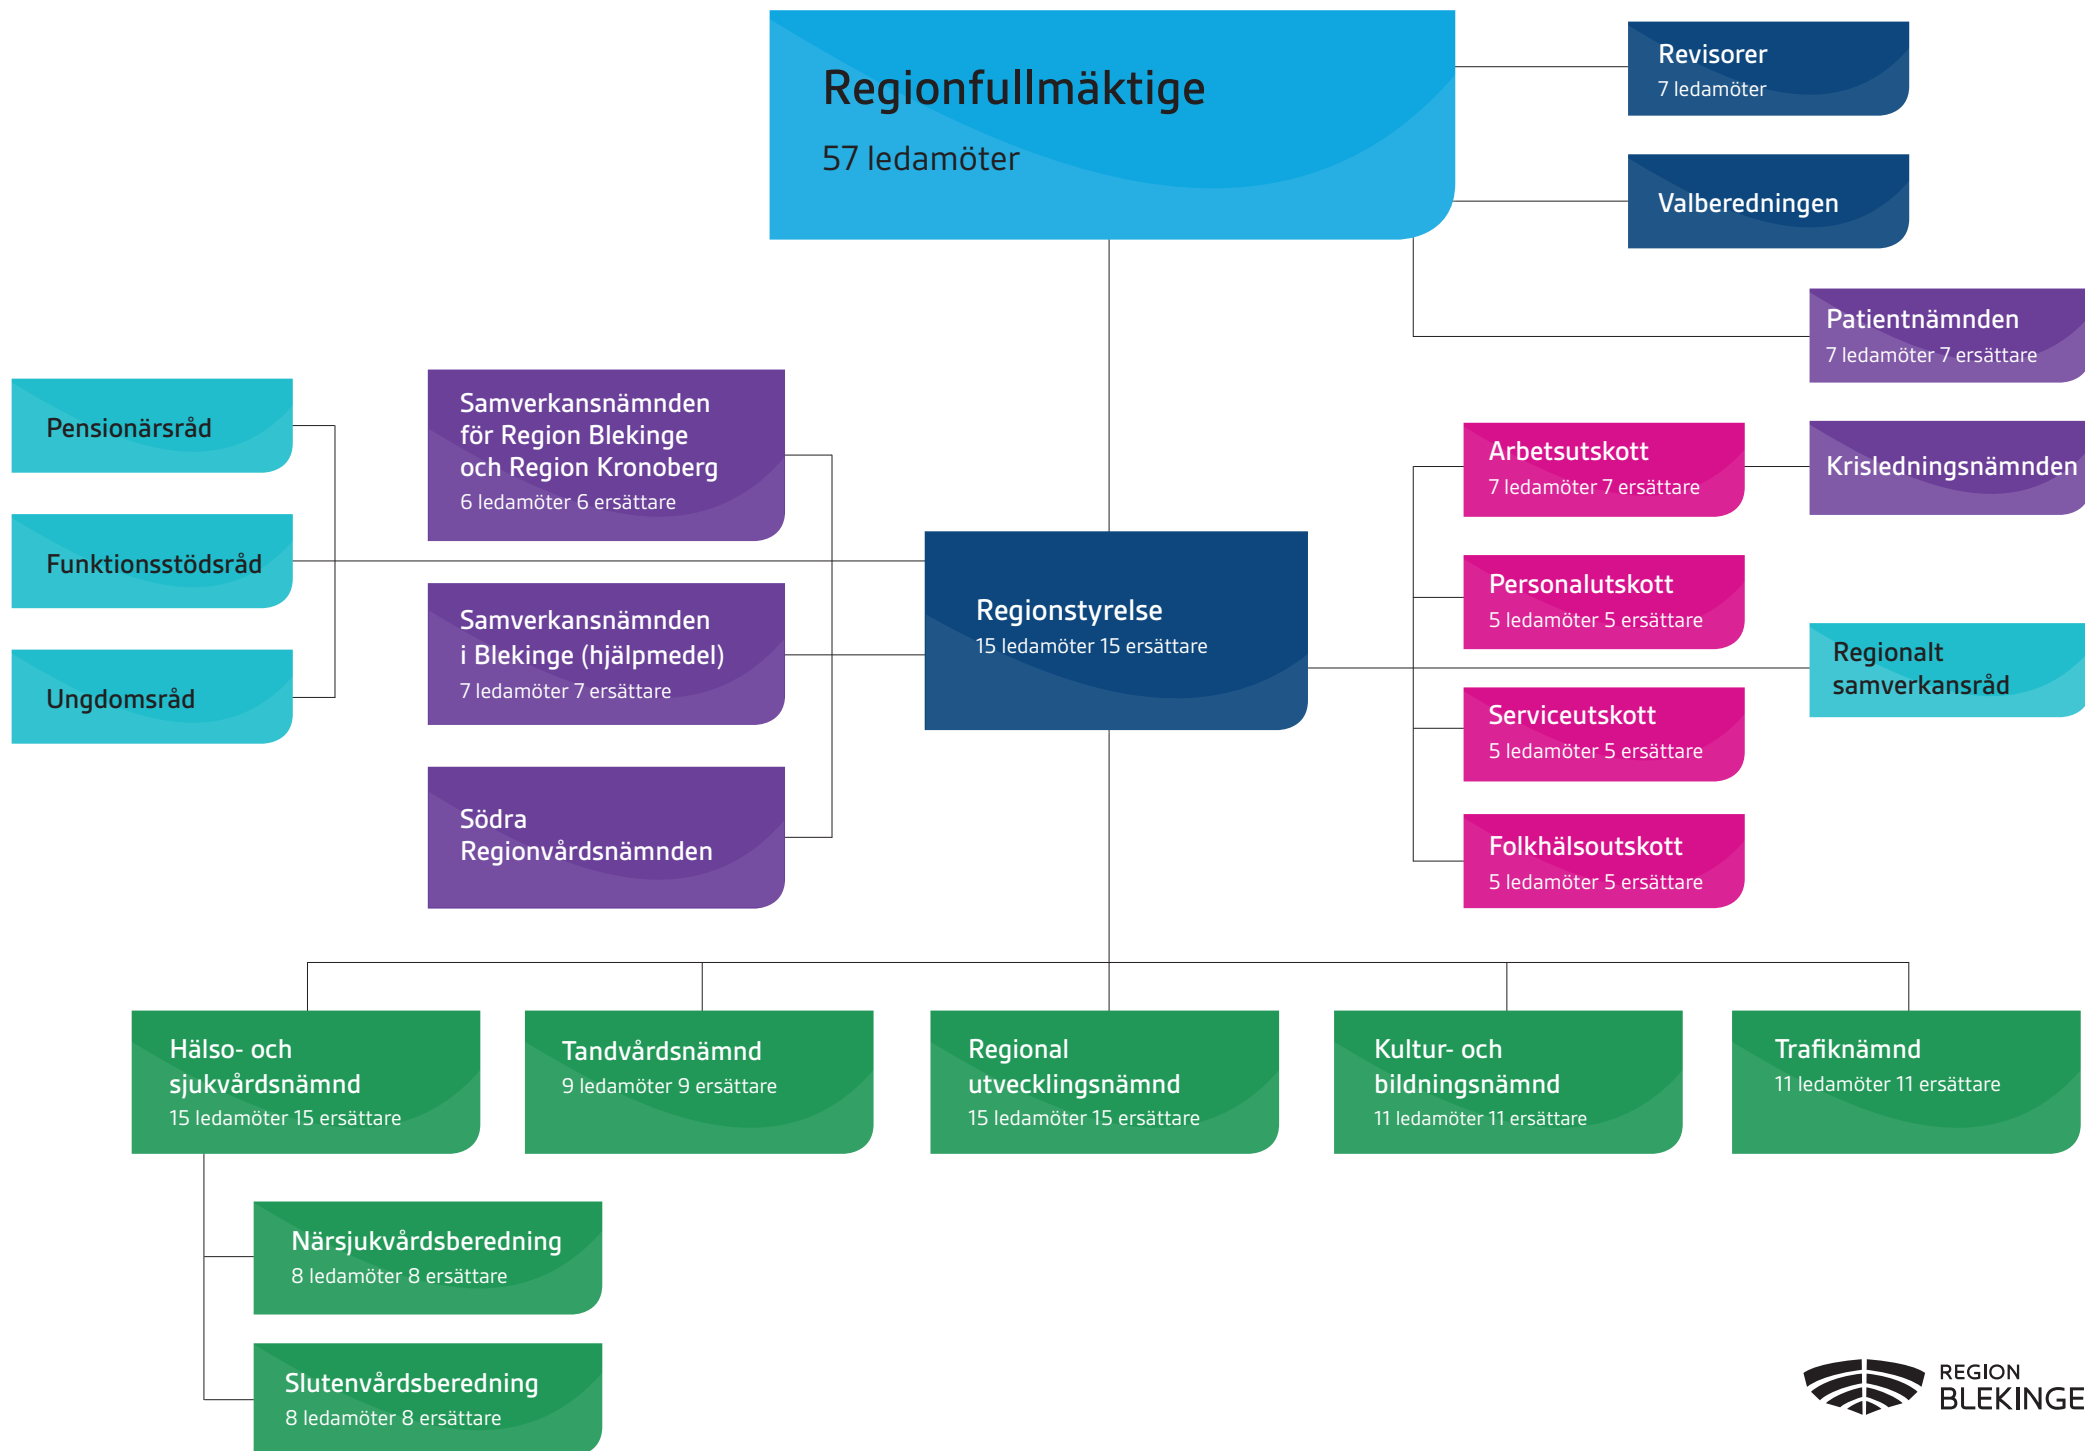 Regionfullmäktige
57 ledamöter
Revisorer
7 ledamöter
Valberedningen
Patientnämnden
7 ledamöter 7 ersättare
Pensionärsråd
Funktionsstödsråd
Ungdomsråd
Samverkansnämnden
för Region Blekinge
och Region Kronoberg
6 ledamöter 6 ersättare
Samverkansnämnden
i Blekinge (hjälpmedel)
7 ledamöter 7 ersättare
Södra
Regionvårdsnämnden
Regionstyrelse
15 ledamöter 15 ersättare
Arbetsutskott
7 ledamöter 7 ersättare
Krisledningsnämnden
Personalutskott
5 ledamöter 5 ersättare
Regionalt
samverkansråd
Serviceutskott
5 ledamöter 5 ersättare
Folkhälsoutskott
5 ledamöter 5 ersättare
Hälso- och
sjukvårdsnämnd
15 ledamöter 15 ersättare
Tandvårdsnämnd
9 ledamöter 9 ersättare
Regional
utvecklingsnämnd
15 ledamöter 15 ersättare
Kultur- och
bildningsnämnd
11 ledamöter 11 ersättare
Trafiknämnd
11 ledamöter 11 ersättare
Närsjukvårdsberedning
8 ledamöter 8 ersättare
Slutenvårdsberedning
8 ledamöter 8 ersättare
REGION
BLEKINGE